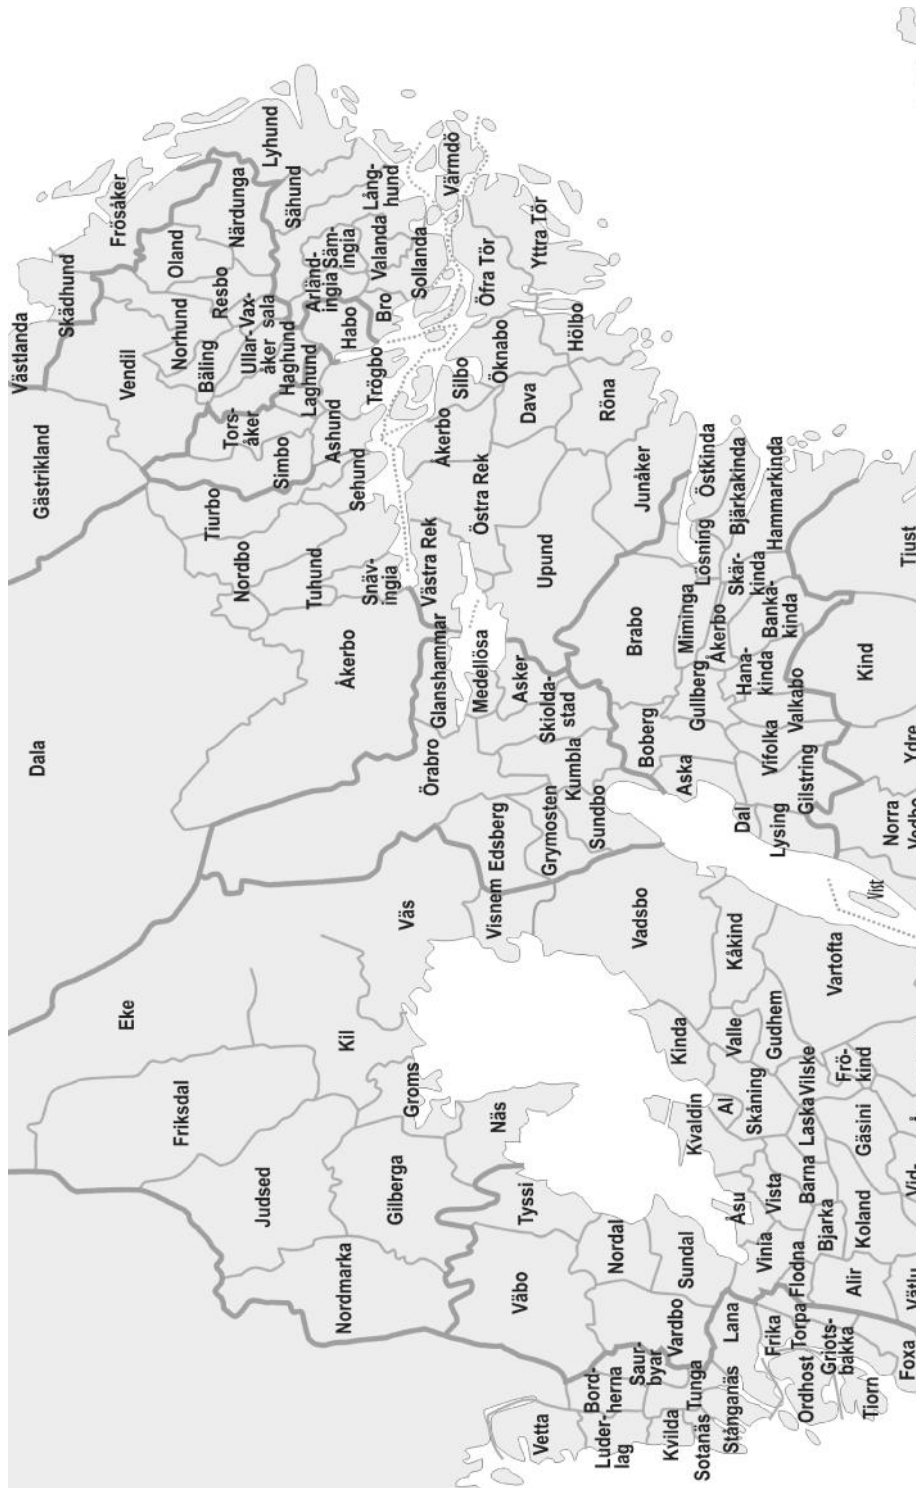 Dala
Gästrikland
Västlanda
Skädhund
Eke
Frösåker
Vendil
Friksdal
Oland
Norhund
Tiurbo
Bäling
Resbo
Närdunga
Nordbo
Tors-
åker
Ullar-
åker
Vax-
sala
Judsed
Simbo
Haghund
Lyhund
Sähund
Tuhund
Laghund
Ärländ-
ingia
Säm-
ingia
Nordmarka
Kil
Åkerbo
Ashund
Habo
Sehund
Trögbo
Bro
Valanda
Lång-
hund
Snäv-
ingia
Gilberga
Groms
Väs
Sollanda
Örabro
Glanshammar
Västra Rek
Åkerbo
Silbo
Värmdö
Medellösa
Östra Rek
Öfra Tör
Näs
Visnem
Edsberg
Öknabo
Väbo
Tyssi
Asker
Dava
Yttra Tör
Vetta
Grymosten
Skiolda-
stad
Upund
Kumbla
Hölbo
Bord-
herna
Luder-
lag
Nordal
Sundbo
Röna
Saur-
byar
Vadsbo
Brabo
Junåker
Kvilda
Vardbo
Sundal
Kinda
Boberg
Aska
Miminga
Tunga
Sotanäs
Kvaldin
Gullberg
Lösning
Östkinda
Åkerbo
Stånganäs
Lana
Åsu
Al
Valle
Kåkind
Dal
Skär-
kinda
Bjärkakinda
Skåning
Hana-
kinda
Frika
Vinia
Vista
Gudhem
Lysing
Vifolka
Banka-
kinda
Hammarkinda
Torpa
Flodna
Barna
Laska
Vilske
Gilstring
Valkabo
Ordhost
Griots-
bakka
Bjarka
Vartofta
Frö-
kind
Alir
Koland
Gäsini
Vist
Kind
Tiorn
Norra
Vedbo
Foxa
Vid-
Ydre
Tiust